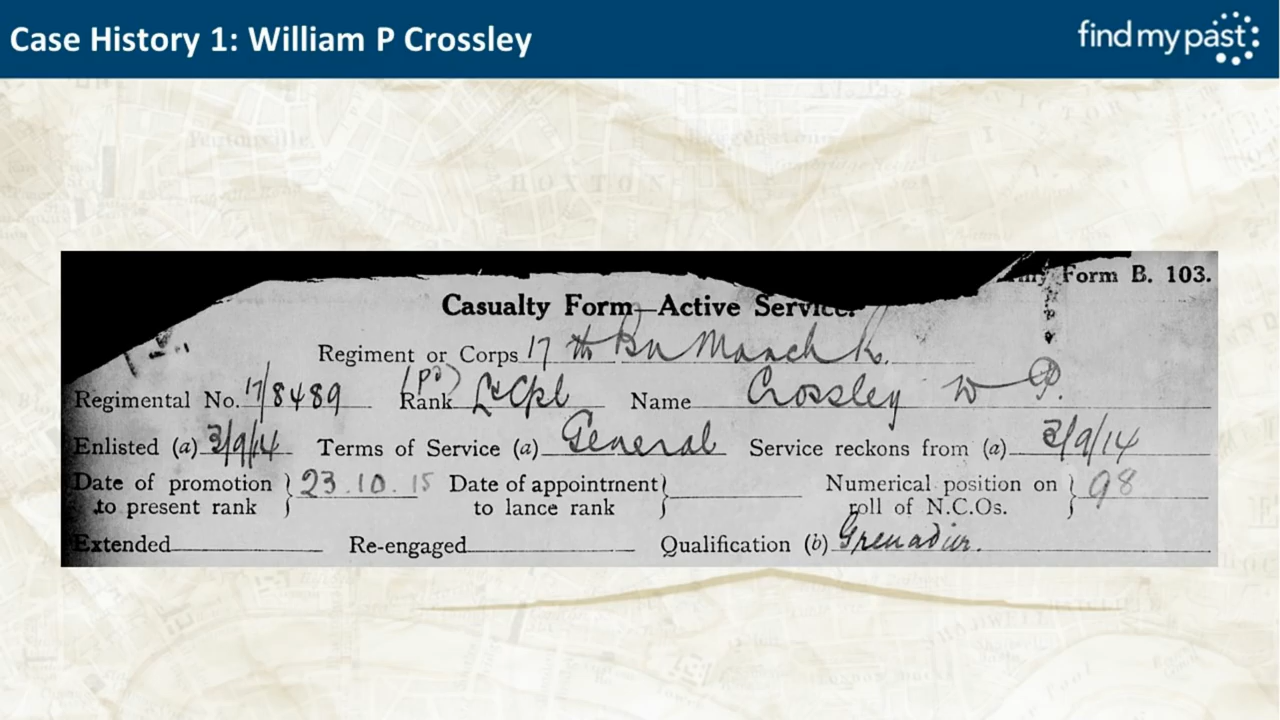 Case History 1: William P Crossley
findmypast
Form B. 103.
Casualty Form—Active Service.
Regiment or Corps 17th Bn Manch R.
Regimental No. 17/8489 (pd) Rank L/Cpl Name Crossley W P.
Enlisted (a) 3/9/14 Terms of Service (a) General Service reckons from (a) 3/9/14
Date of promotion to present rank } 23.10.15 Date of appointment to lance rank } Numerical position on roll of N.C.Os. } 98
Extended Re-engaged Qualification (b) Grenadier.